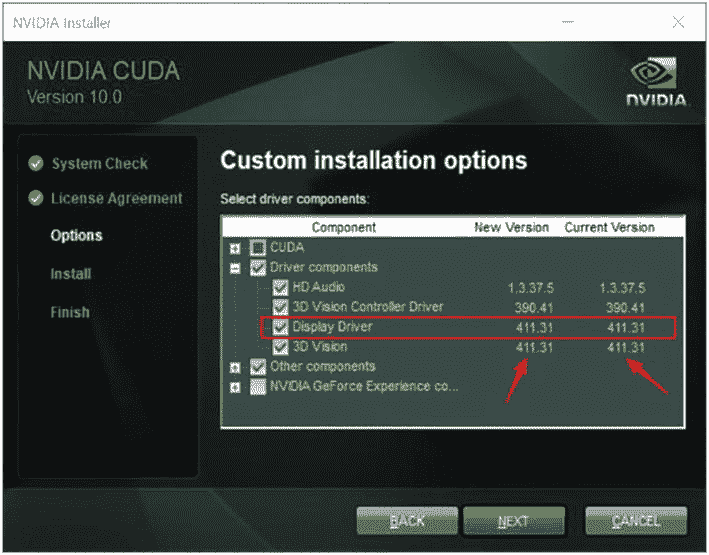 NVIDIA Installer
NVIDIA CUDA
Version 10.0
NVIDIA.
System Check
License Agreement
Options
Install
Finish
Custom installation options
Select driver components:
Component New Version Current Version
CUDA
Driver components
HD Audio 1.3.37.5 1.3.37.5
3D Vision Controller Driver 390.41 390.41
Display Driver 411.31 411.31
3D Vision 411.31 411.31
Other components
NVIDIA GeForce Experience co...
BACK NEXT CANCEL